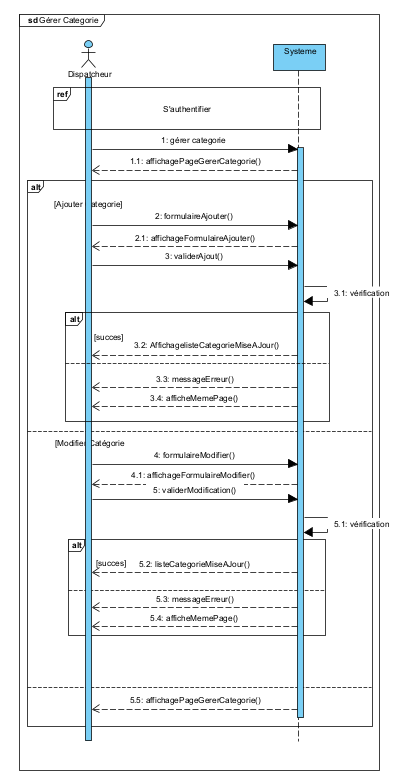 sd Gérer Categorie
Systeme
Dispatcheur
ref
S'authentifier
1: gérer categorie
1.1: affichagePageGererCategorie()
alt
[Ajouter categorie]
2: formulaireAjouter()
2.1: affichageFormulaireAjouter()
3: validerAjout()
3.1: vérification
alt
[succes]
3.2: AffichagelisteCategorieMiseAJour()
3.3: messageErreur()
3.4: afficheMemePage()
[Modifier Catégorie
4: formulaireModifier()
4.1: affichageFormulaireModifier()
5: validerModification()
5.1: vérification
alt
[succes]
5.2: listeCategorieMiseAJour()
5.3: messageErreur()
5.4: afficheMemePage()
5.5: affichagePageGererCategorie()